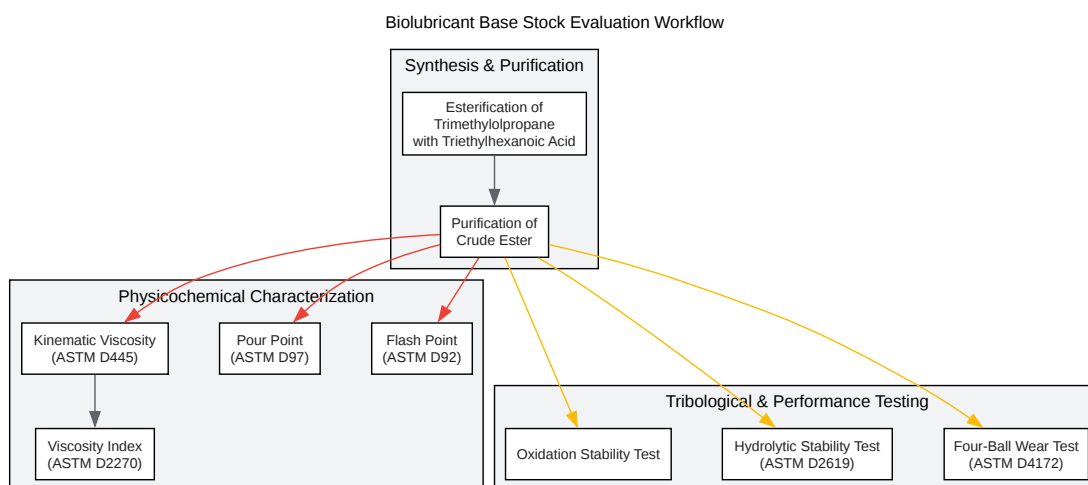 Biolubricant Base Stock Evaluation Workflow
Synthesis & Purification
Esterification of
Trimethylolpropane
with Triethylhexanoic Acid
Purification of
Crude Ester
Physicochemical Characterization
Kinematic Viscosity
(ASTM D445)
Pour Point
(ASTM D97)
Flash Point
(ASTM D92)
Viscosity Index
(ASTM D2270)
Tribological & Performance Testing
Oxidation Stability Test
Hydrolytic Stability Test
(ASTM D2619)
Four-Ball Wear Test
(ASTM D4172)